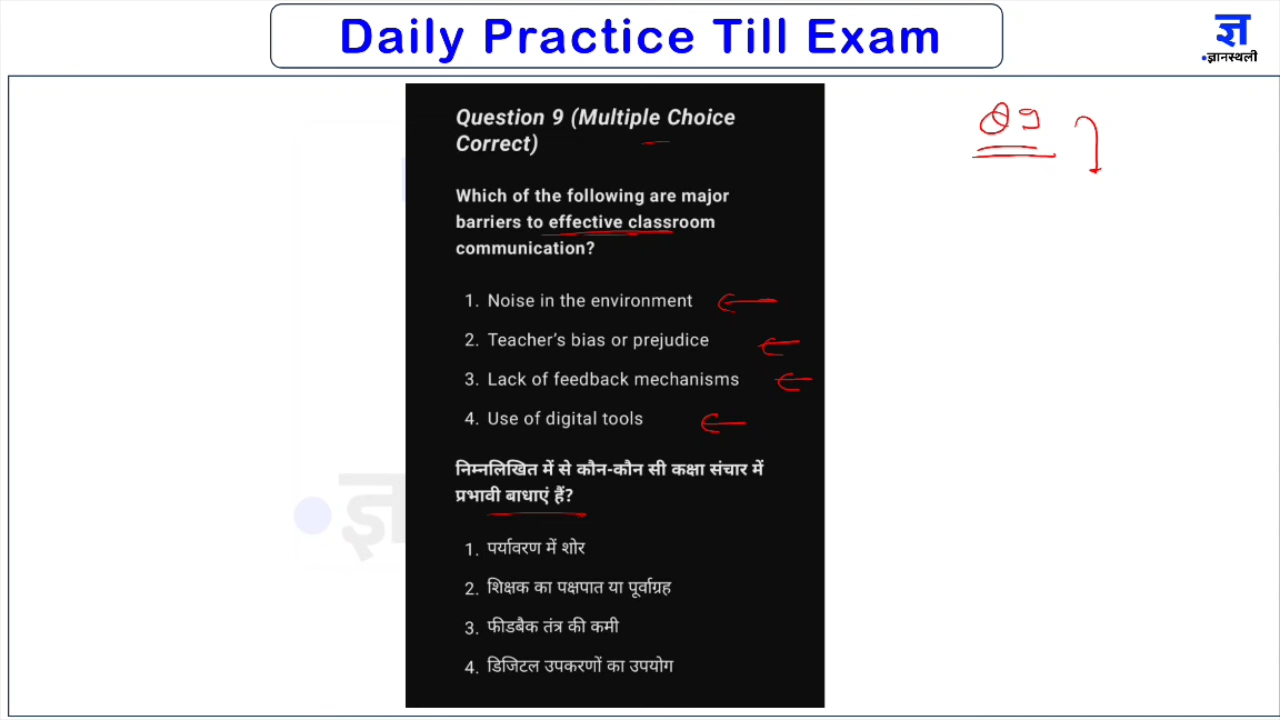 Daily Practice Till Exam
ज्ञ
ज्ञानस्थली
Question 9 (Multiple Choice
Correct)
Q9
Which of the following are major
barriers to effective classroom
communication?
1. Noise in the environment
2. Teacher's bias or prejudice
3. Lack of feedback mechanisms
4. Use of digital tools
निम्नलिखित में से कौन-कौन सी कक्षा संचार में
प्रभावी बाधाएं हैं?
1. पर्यावरण में शोर
2. शिक्षक का पक्षपात या पूर्वाग्रह
3. फीडबैक तंत्र की कमी
4. डिजिटल उपकरणों का उपयोग
ज्ञ